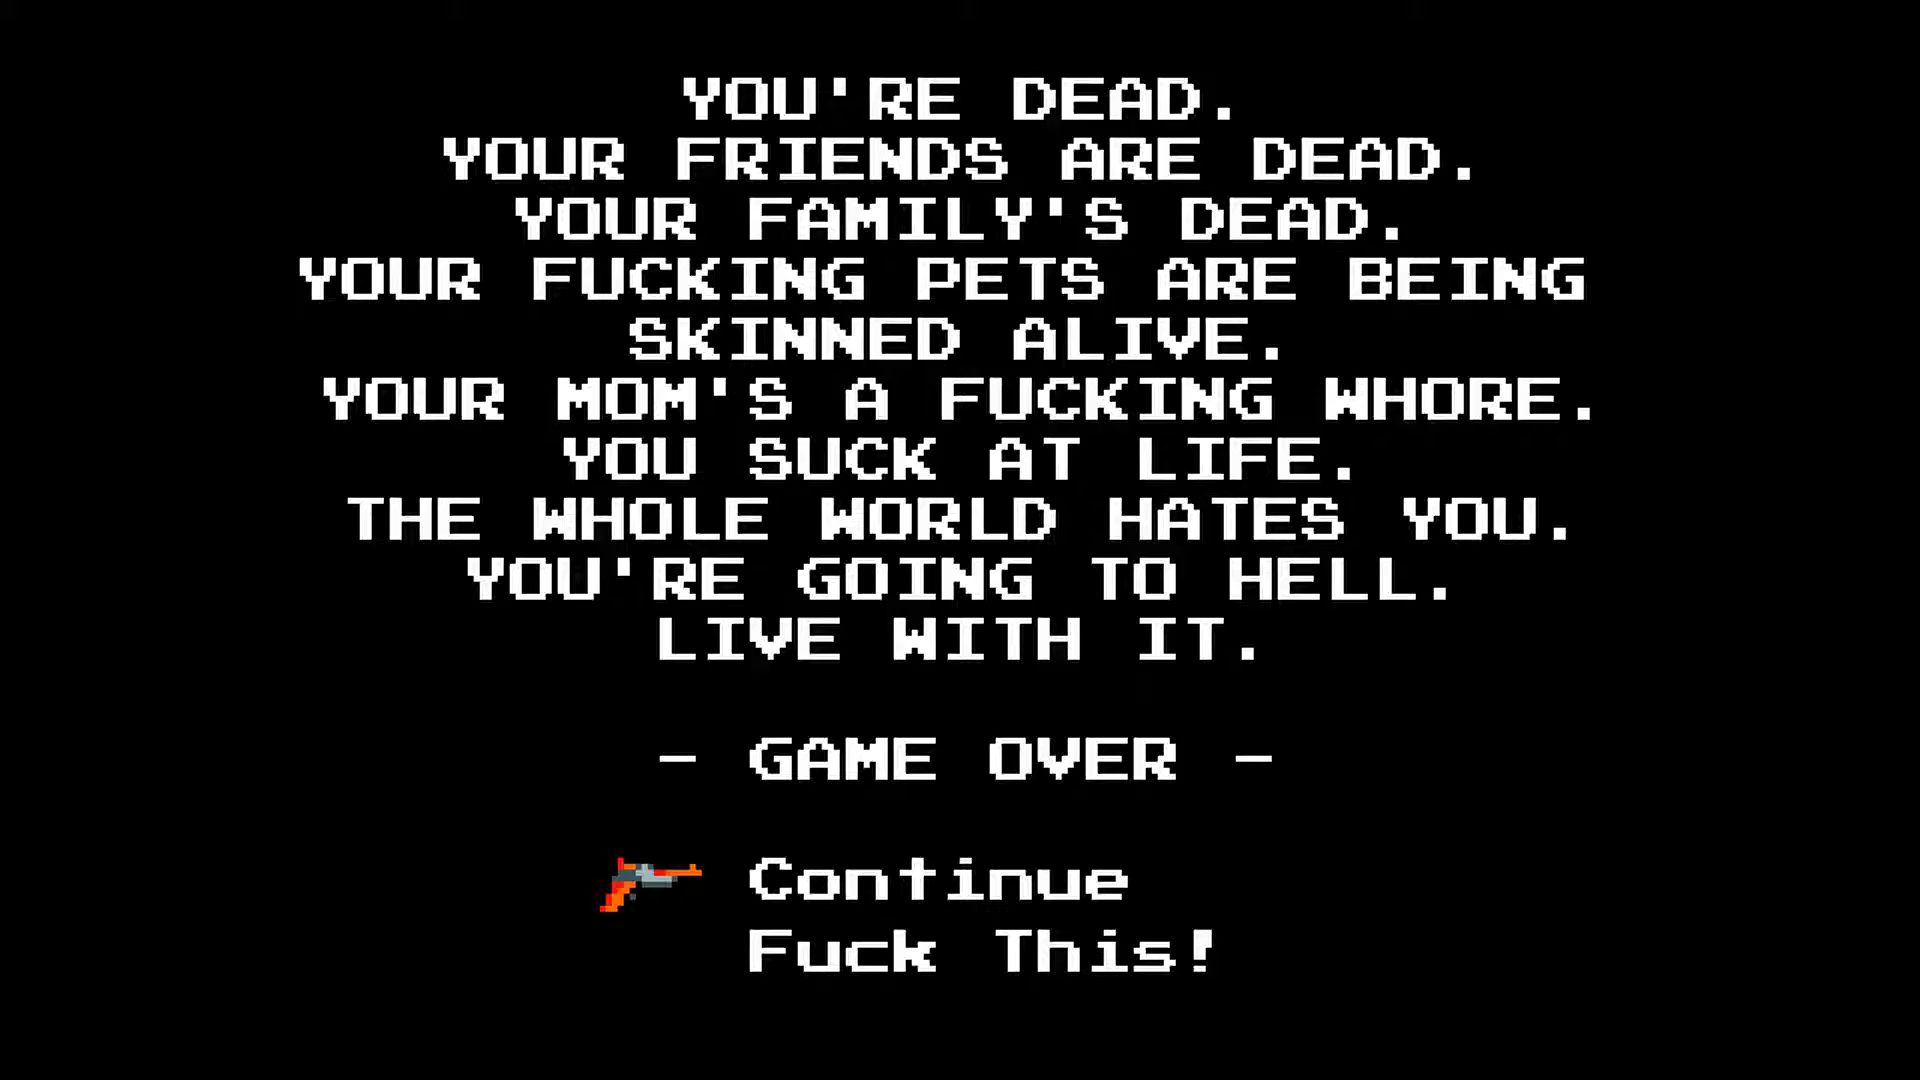 YOU'RE DEAD.
YOUR FRIENDS ARE DEAD.
YOUR FAMILY'S DEAD.
YOUR FUCKING PETS ARE BEING
SKINNED ALIVE.
YOUR MOM'S A FUCKING WHORE.
YOU SUCK AT LIFE.
THE WHOLE WORLD HATES YOU.
YOU'RE GOING TO HELL.
LIVE WITH IT.
- GAME OVER -
Continue
Fuck This!